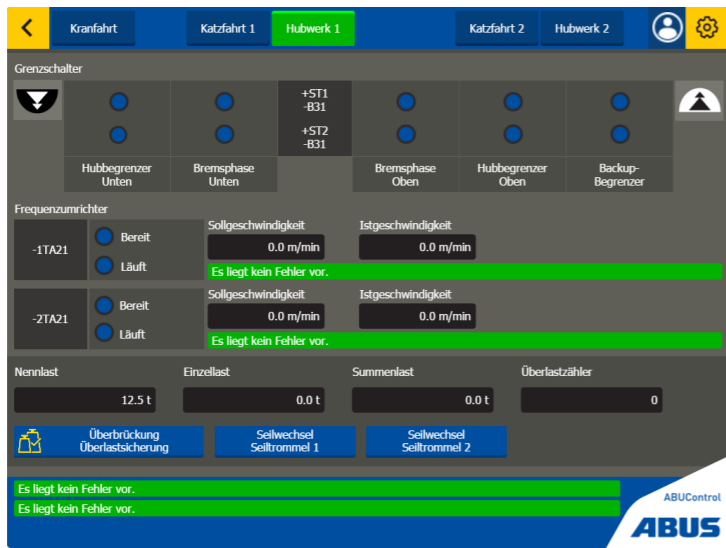 Kranfahrt Katzfahrt 1 Hubwerk 1 Katzfahrt 2 Hubwerk 2
Grenzschalter
+ST1
-B31
+ST2
-B31
Hubbegrenzer
Unten
Bremsphase
Unten
Bremsphase
Oben
Hubbegrenzer
Oben
Backup-
Begrenzer
Frequenzumrichter
-1TA21
Bereit
Läuft
Sollgeschwindigkeit Istgeschwindigkeit
0.0 m/min 0.0 m/min
Es liegt kein Fehler vor.
-2TA21
Bereit
Läuft
Sollgeschwindigkeit Istgeschwindigkeit
0.0 m/min 0.0 m/min
Es liegt kein Fehler vor.
Nennlast Einzellast Summenlast Überlastzähler
12.5 t 0.0 t 0.0 t 0
Überbrückung
Überlastsicherung
Seilwechsel
Seiltrommel 1
Seilwechsel
Seiltrommel 2
Es liegt kein Fehler vor.
Es liegt kein Fehler vor.
ABUControl
ABUS